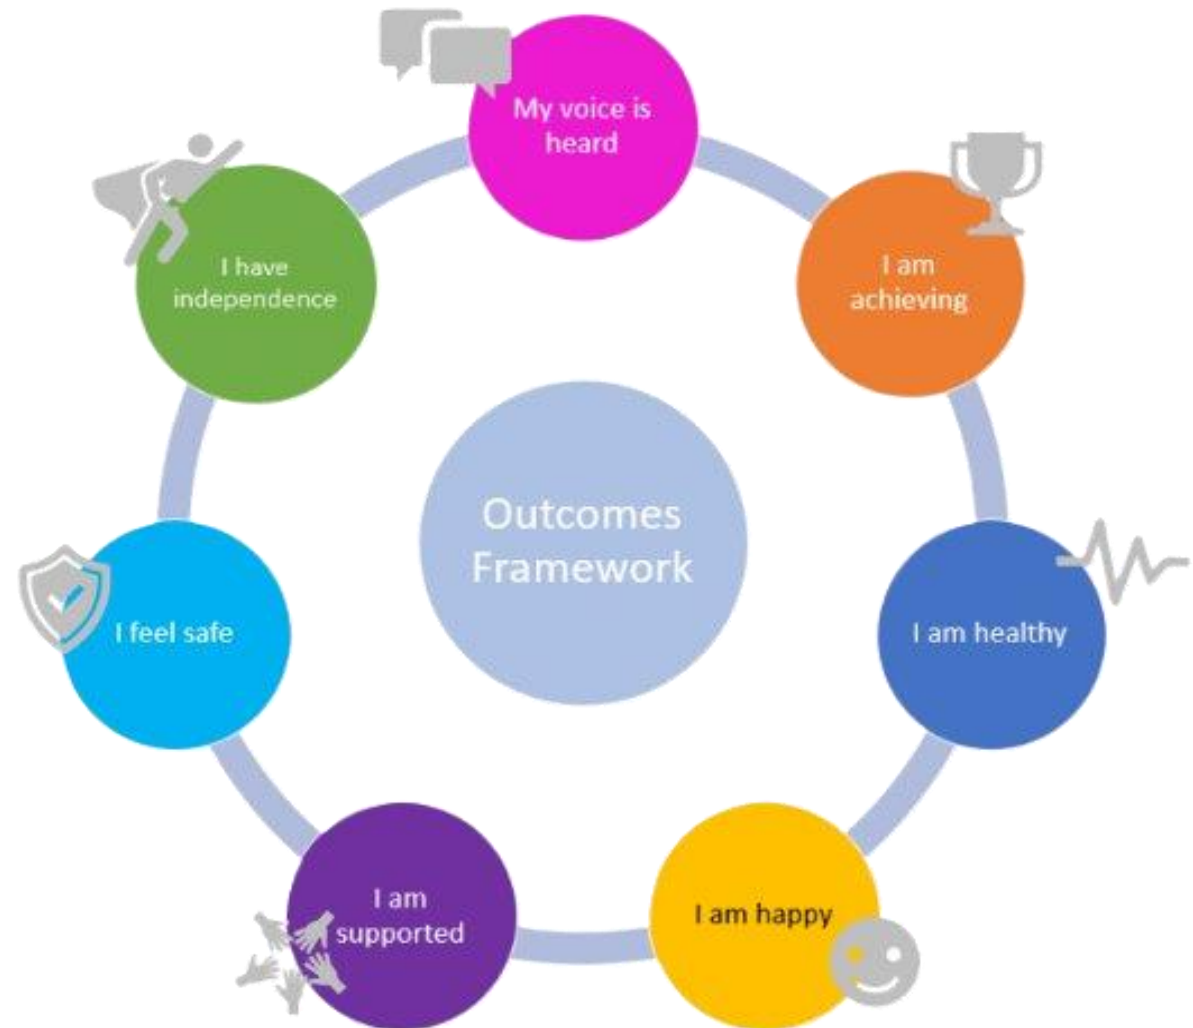 My voice is
heard
I am
achieving
I am healthy
I am happy
I am
supported
I feel safe
I have
independence
Outcomes
Framework